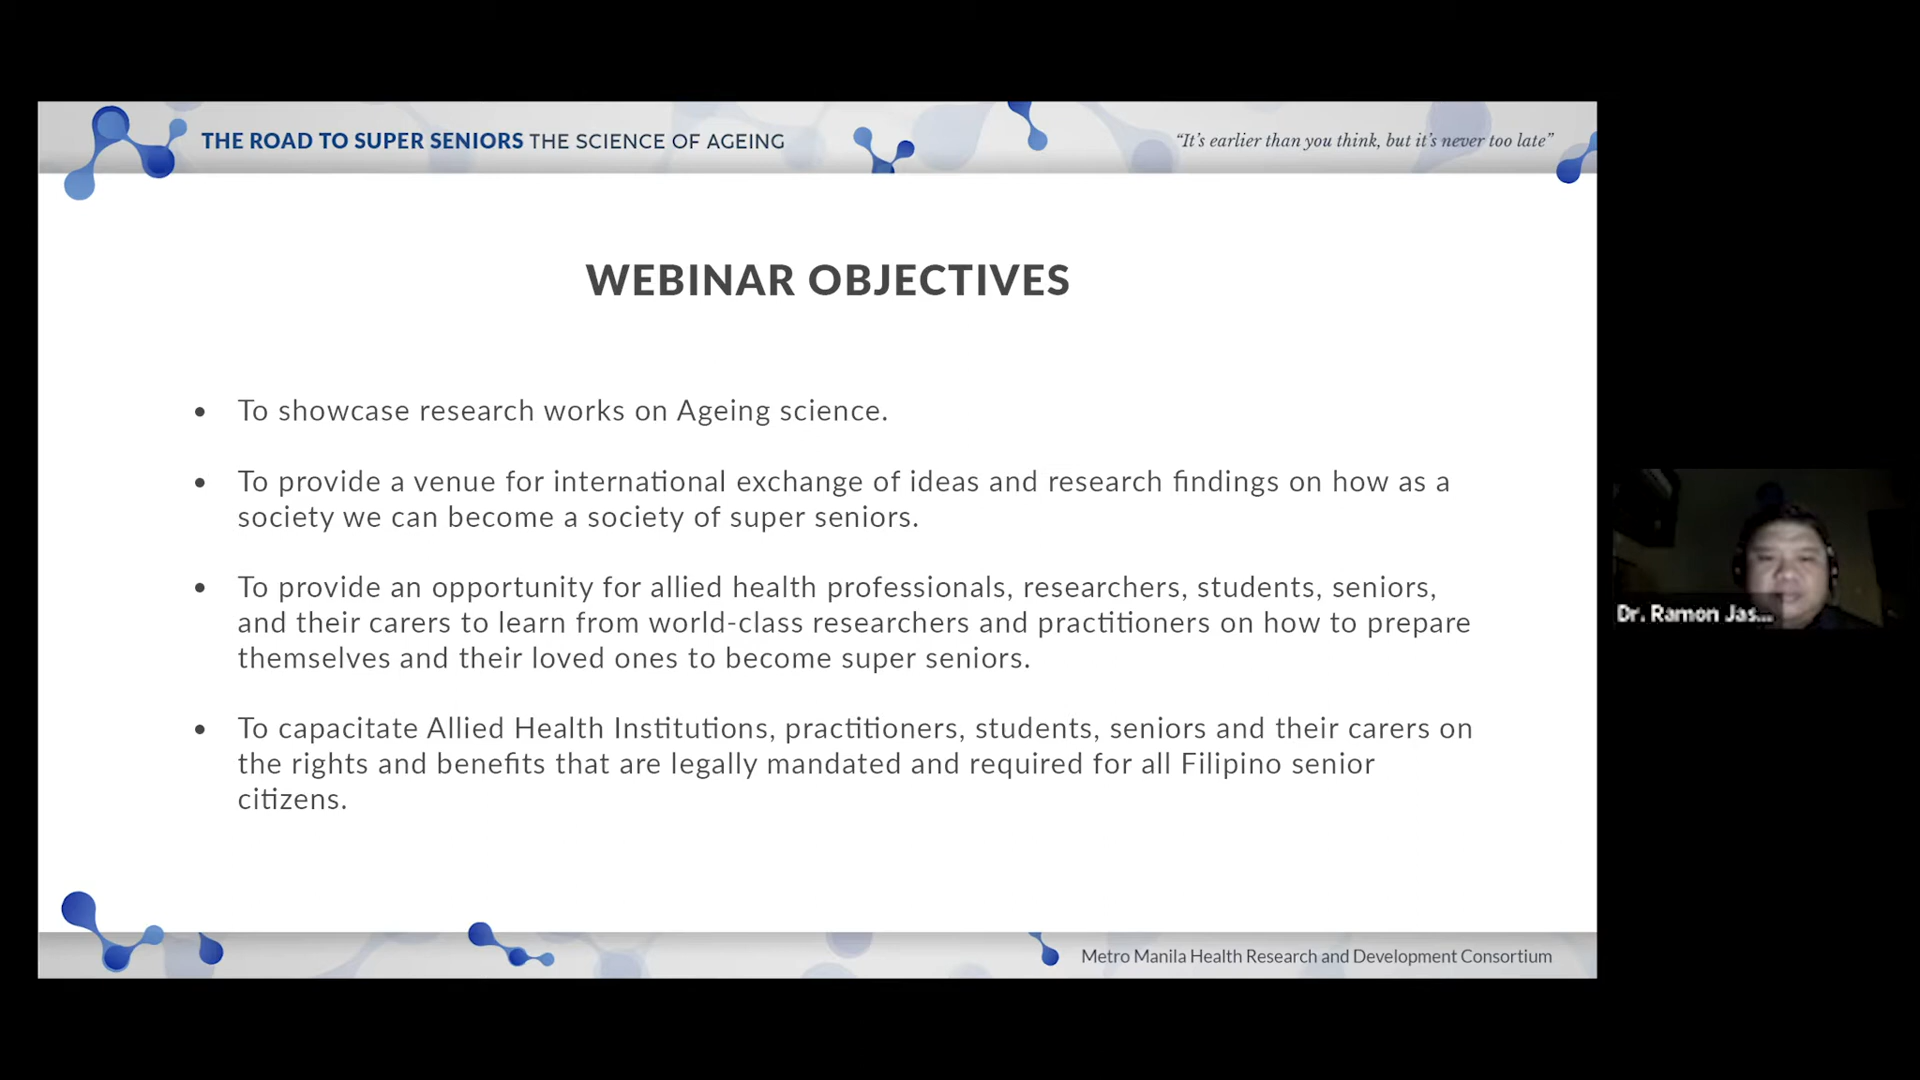 THE ROAD TO SUPER SENIORS THE SCIENCE OF AGEING
“It’s earlier than you think, but it’s never too late”
WEBINAR OBJECTIVES
• To showcase research works on Ageing science.
• To provide a venue for international exchange of ideas and research findings on how as a
society we can become a society of super seniors.
• To provide an opportunity for allied health professionals, researchers, students, seniors,
and their carers to learn from world-class researchers and practitioners on how to prepare
themselves and their loved ones to become super seniors.
• To capacitate Allied Health Institutions, practitioners, students, seniors and their carers on
the rights and benefits that are legally mandated and required for all Filipino senior
citizens.
Dr. Ramon Jas...
Metro Manila Health Research and Development Consortium